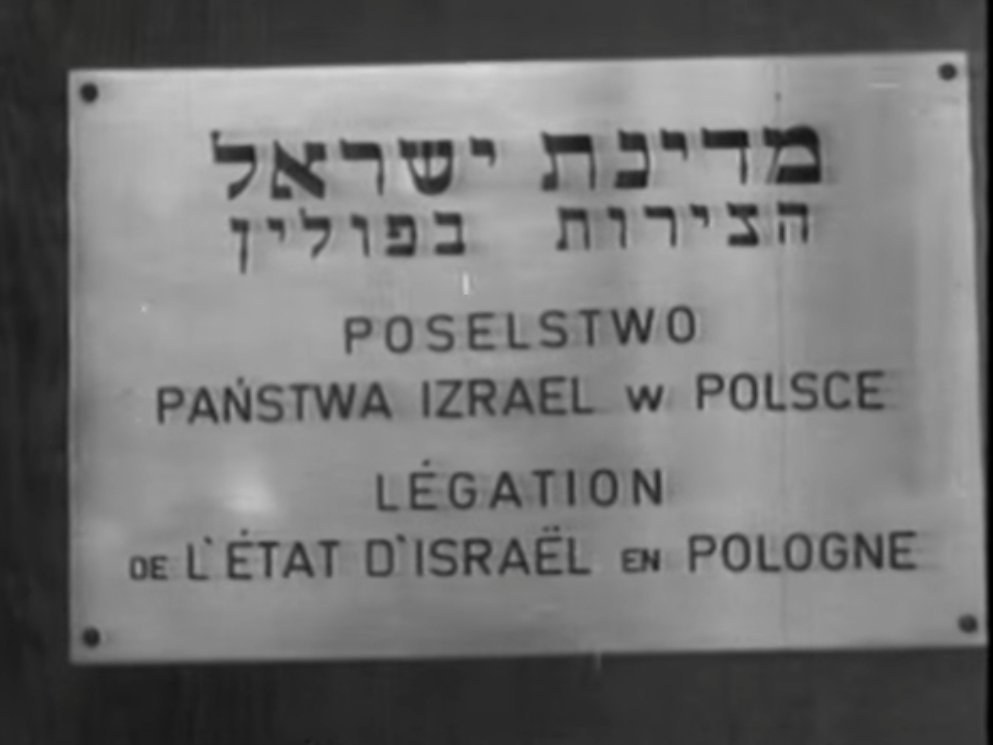 מדינת ישראל
הצירות בפולין
POSELSTWO
PAŃSTWA IZRAEL w POLSCE
LÉGATION
DE L'ÉTAT D'ISRAËL EN POLOGNE